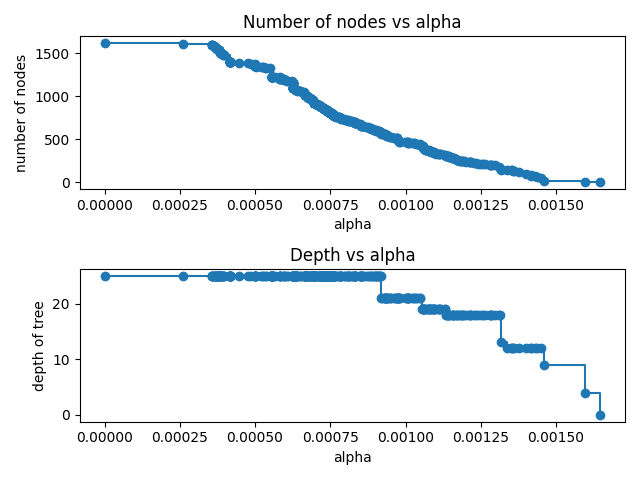 Number of nodes vs alpha
number of nodes
1500
1000
500
0
0.00000 0.00025 0.00050 0.00075 0.00100 0.00125 0.00150
alpha
Depth vs alpha
depth of tree
20
10
0
0.00000 0.00025 0.00050 0.00075 0.00100 0.00125 0.00150
alpha